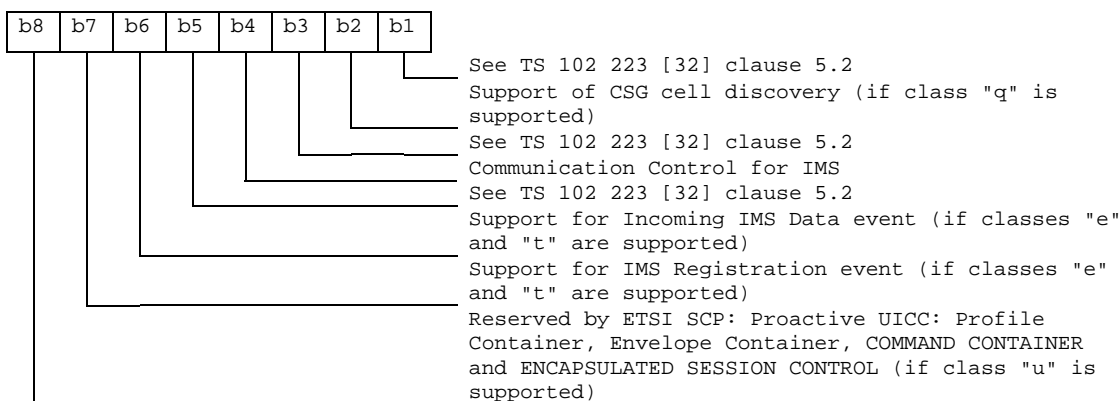 b8 b7 b6 b5 b4 b3 b2 b1
See TS 102 223 [32] clause 5.2
Support of CSG cell discovery (if class "q" is
supported)
See TS 102 223 [32] clause 5.2
Communication Control for IMS
See TS 102 223 [32] clause 5.2
Support for Incoming IMS Data event (if classes "e"
and "t" are supported)
Support for IMS Registration event (if classes "e"
and "t" are supported)
Reserved by ETSI SCP: Proactive UICC: Profile
Container, Envelope Container, COMMAND CONTAINER
and ENCAPSULATED SESSION CONTROL (if class "u" is
supported)